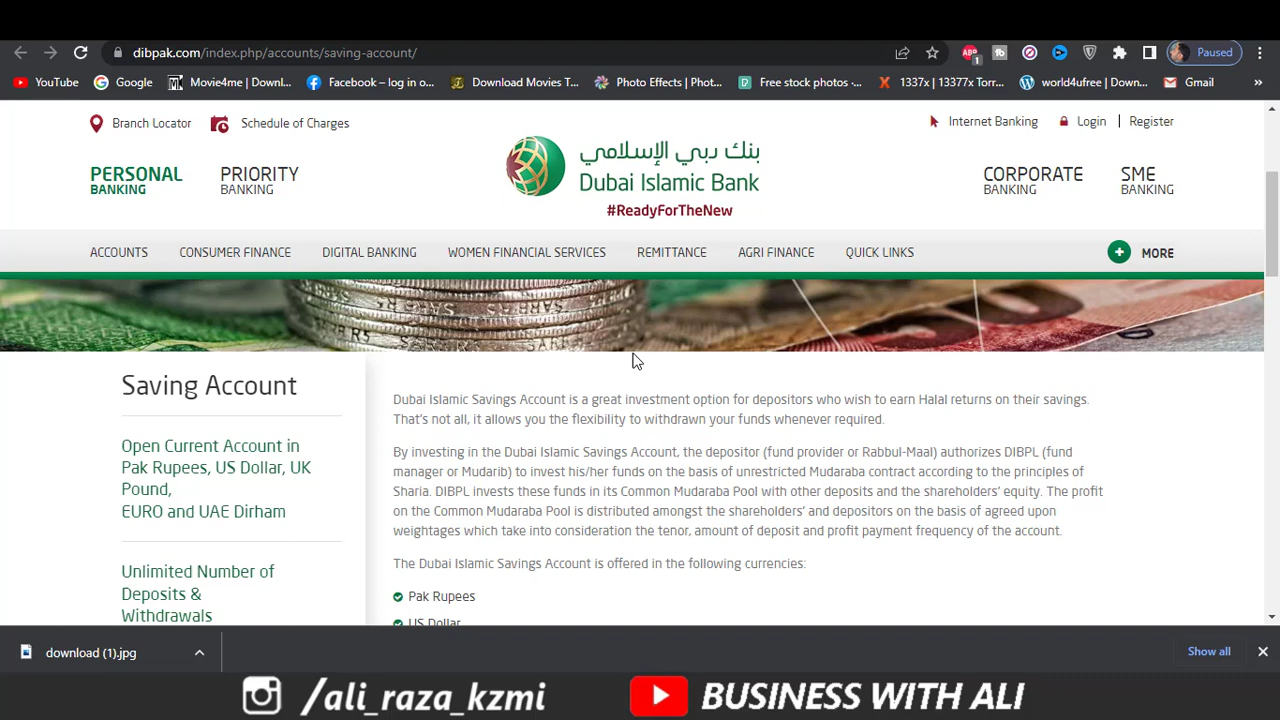 dibpak.com/index.php/accounts/saving-account/
Paused
YouTube
Google
Movie4me | Downl...
Facebook – log in o...
Download Movies T...
Photo Effects | Phot...
Free stock photos ·...
1337x | 13377x Torr...
world4ufree | Down...
Gmail
»
Branch Locator
Schedule of Charges
Internet Banking
Login
|
Register
PERSONAL
BANKING
PRIORITY
BANKING
بنك دبي الإسلامي
Dubai Islamic Bank
#ReadyForTheNew
CORPORATE
BANKING
SME
BANKING
ACCOUNTS
CONSUMER FINANCE
DIGITAL BANKING
WOMEN FINANCIAL SERVICES
REMITTANCE
AGRI FINANCE
QUICK LINKS
MORE
Saving Account
Open Current Account in
Pak Rupees, US Dollar, UK
Pound,
EURO and UAE Dirham
Unlimited Number of
Deposits &
Withdrawals
Dubai Islamic Savings Account is a great investment option for depositors who wish to earn Halal returns on their savings.
That's not all, it allows you the flexibility to withdrawn your funds whenever required.
By investing in the Dubai Islamic Savings Account, the depositor (fund provider or Rabbul-Maal) authorizes DIBPL (fund
manager or Mudarib) to invest his/her funds on the basis of unrestricted Mudaraba contract according to the principles of
Sharia. DIBPL invests these funds in its Common Mudaraba Pool with other deposits and the shareholders' equity. The profit
on the Common Mudaraba Pool is distributed amongst the shareholders' and depositors on the basis of agreed upon
weightages which take into consideration the tenor, amount of deposit and profit payment frequency of the account.
The Dubai Islamic Savings Account is offered in the following currencies:
Pak Rupees
US Dollar
download (1).jpg
Show all
/ali_raza_kzmi
BUSINESS WITH ALI